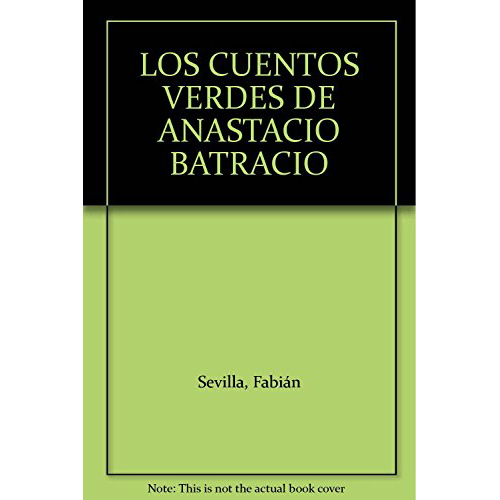 LOS CUENTOS
VERDES DE
ANASTACIO
BATRACIO
Sevilla, Fabián
Note: This is not the actual book cover